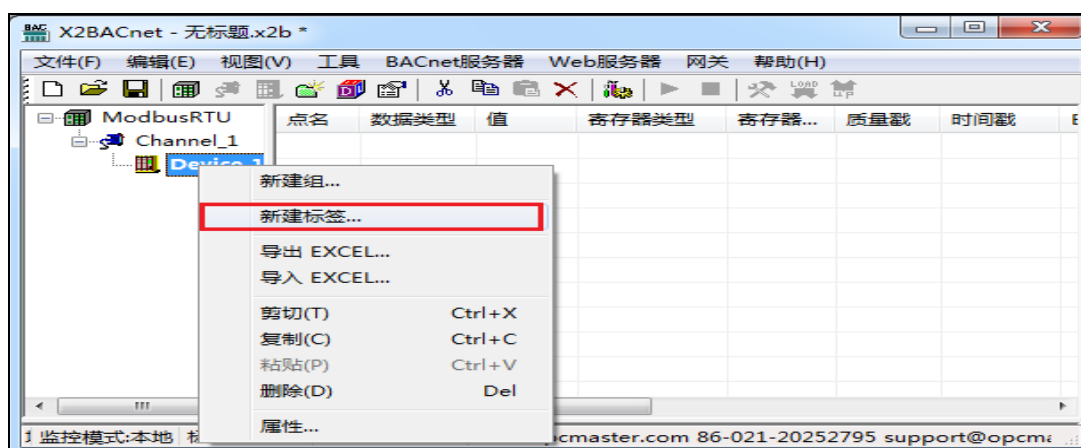 X2BACnet - 无标题.x2b *
文件(F) 编辑(E) 视图(V) 工具 BACnet服务器 Web服务器 网关 帮助(H)
ModbusRTU 点名 数据类型 值 寄存器类型 寄存器... 质量戳 时间戳
Channel_1
Device_1
新建组...
新建标签...
导出 EXCEL...
导入 EXCEL...
剪切(T) Ctrl+X
复制(C) Ctrl+C
粘贴(P) Ctrl+V
删除(D) Del
属性...
监控模式:本地 cmaster.com 86-021-20252795 support@opcma